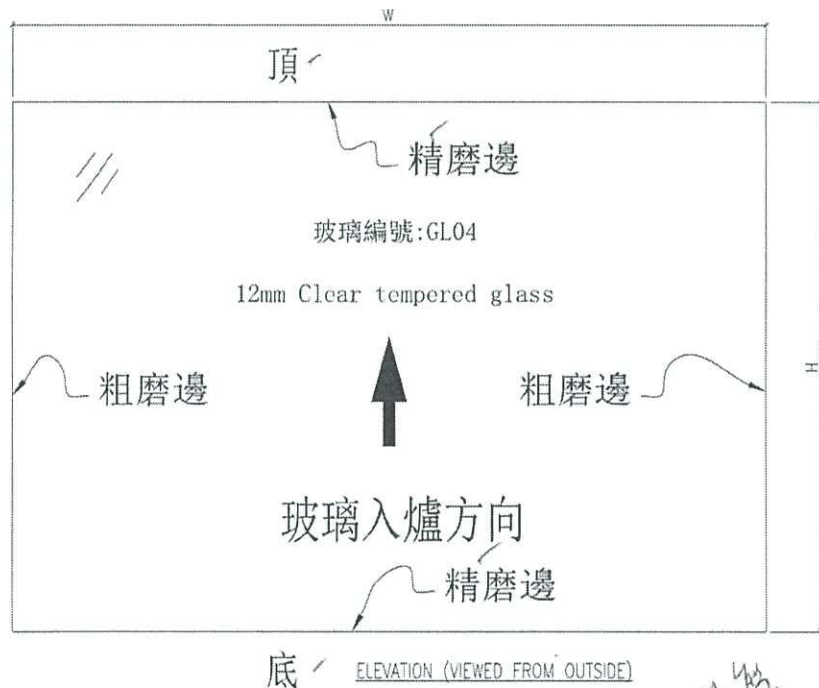 W
頂
精磨邊
玻璃編號:GL04
12mm Clear tempered glass
H
粗磨邊
粗磨邊
玻璃入爐方向
精磨邊
底
ELEVATION (VIEWED FROM OUTSIDE)